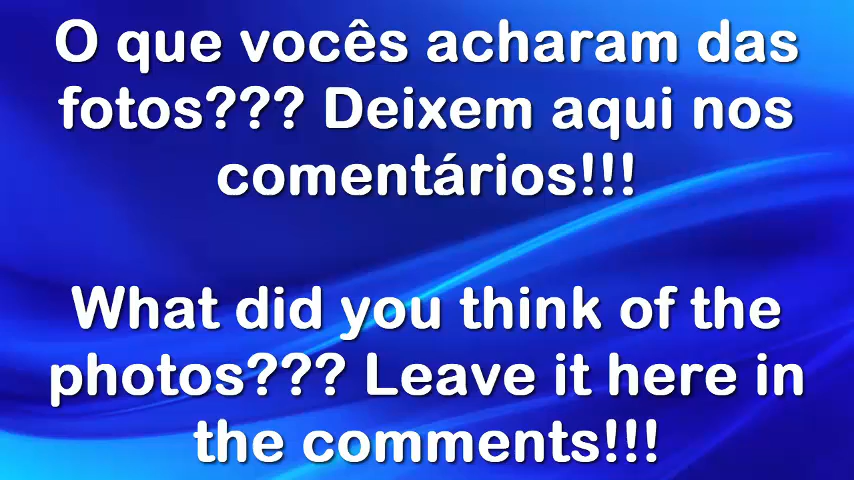 O que vocês acharam das
fotos??? Deixem aqui nos
comentários!!!
What did you think of the
photos??? Leave it here in
the comments!!!